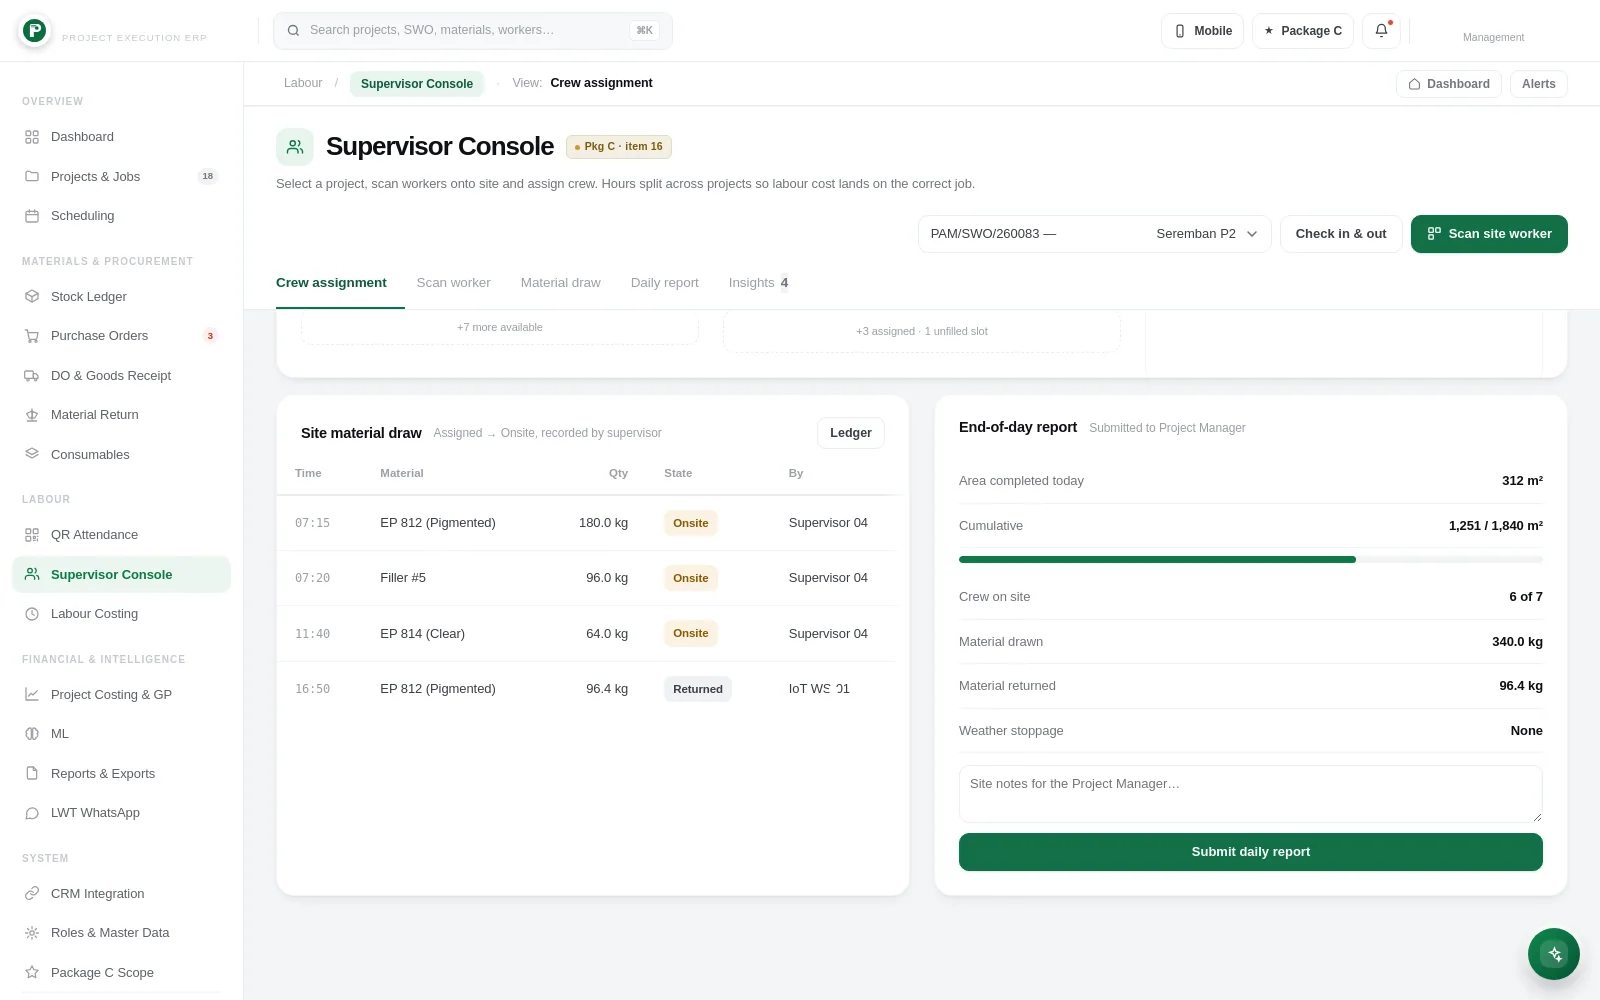 PROJECT EXECUTION ERP
Search projects, SWO, materials, workers…
⌘K
Mobile
★ Package C
Management
OVERVIEW
Dashboard
Projects & Jobs 18
Scheduling
MATERIALS & PROCUREMENT
Stock Ledger
Purchase Orders 3
DO & Goods Receipt
Material Return
Consumables
LABOUR
QR Attendance
Supervisor Console
Labour Costing
FINANCIAL & INTELLIGENCE
Project Costing & GP
ML
Reports & Exports
LWT WhatsApp
SYSTEM
CRM Integration
Roles & Master Data
Package C Scope
Labour / Supervisor Console · View: Crew assignment
Dashboard
Alerts
Supervisor Console
Pkg C · item 16
Select a project, scan workers onto site and assign crew. Hours split across projects so labour cost lands on the correct job.
PAM/SWO/260083 — Seremban P2
Check in & out
Scan site worker
Crew assignment
Scan worker
Material draw
Daily report
Insights 4
+7 more available
+3 assigned · 1 unfilled slot
Site material draw Assigned → Onsite, recorded by supervisor
Ledger
Time Material Qty State By
07:15 EP 812 (Pigmented) 180.0 kg Onsite Supervisor 04
07:20 Filler #5 96.0 kg Onsite Supervisor 04
11:40 EP 814 (Clear) 64.0 kg Onsite Supervisor 04
16:50 EP 812 (Pigmented) 96.4 kg Returned IoT
End-of-day report Submitted to Project Manager
Area completed today 312 m²
Cumulative 1,251 / 1,840 m²
Crew on site 6 of 7
Material drawn 340.0 kg
Material returned 96.4 kg
Weather stoppage None
Site notes for the Project Manager…
Submit daily report